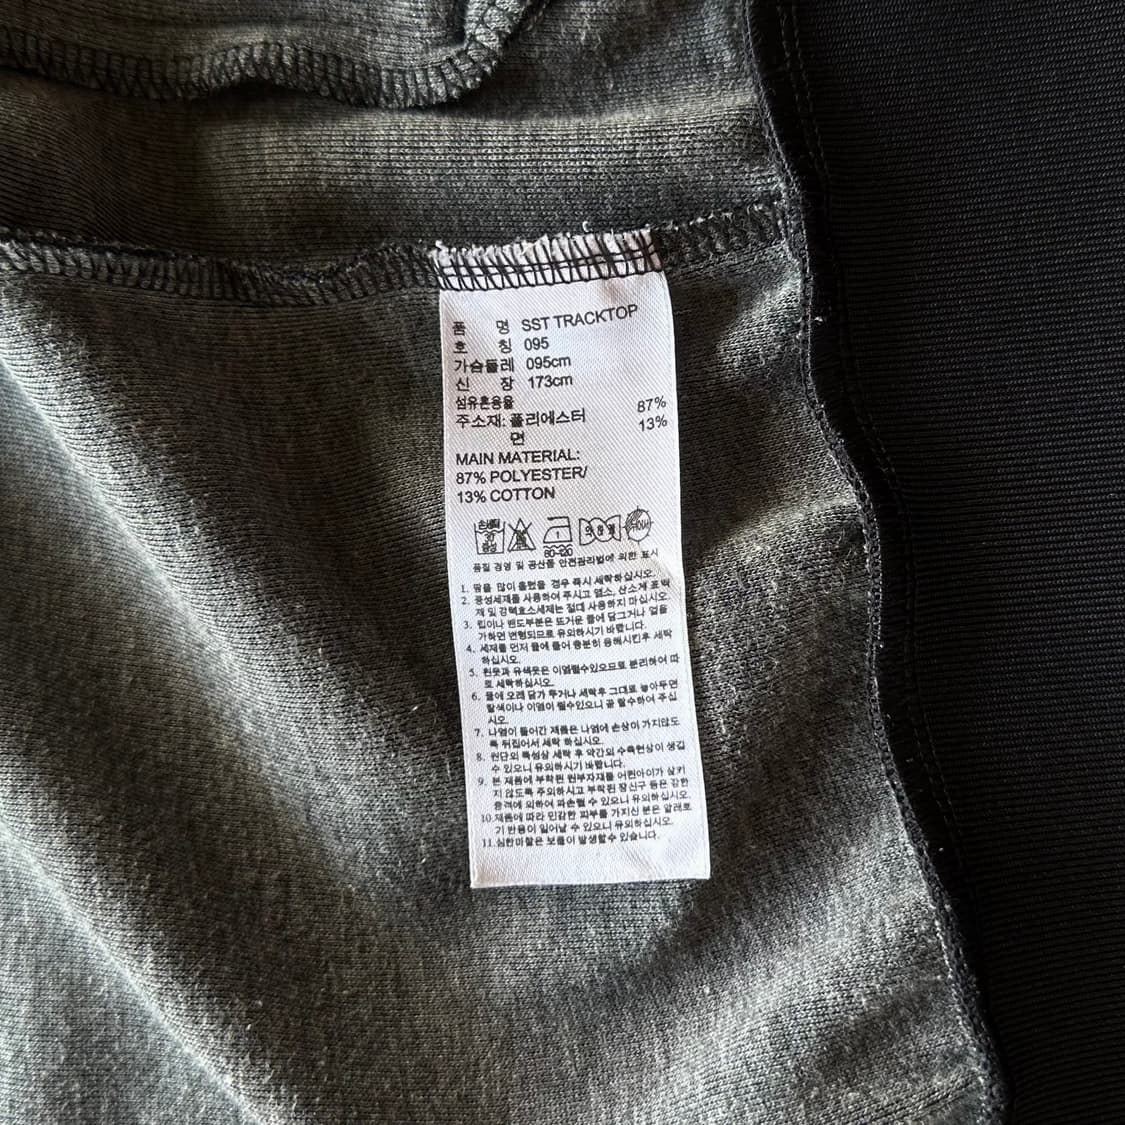 품 명 SST TRACKTOP
호 칭 095
가슴둘레 095cm
신 장 173cm
섬유혼용율
주소재: 폴리에스터 87%
면 13%
MAIN MATERIAL:
87% POLYESTER/
13% COTTON
손세탁
30
중성
80~120
품질 경영 및 공산품 안전관리법에 의한 표시
1. 땀을 많이 흘렸을 경우 즉시 세탁하십시오.
2. 중성세제를 사용하여 주시고 염소, 산소계 표백
제 및 강력효소세제는 절대 사용하지 마십시오.
3. 립이나 밴드부분은 뜨거운 물에 담그거나 열을
가하면 변형되므로 유의하시기 바랍니다.
4. 세제를 먼저 물에 풀어 충분히 용해시킨후 세탁
하십시오.
5. 흰옷과 유색옷은 이염될수있으므로 분리하여 따
로 세탁하십시오.
6. 물에 오래 담가 두거나 세탁후 그대로 놓아두면
탈색이나 이염이 될수있으니 곧 탈수하여 주십
시오.
7. 나염이 들어간 제품은 나염에 손상이 가지않도
록 뒤집어서 세탁 하십시오.
8. 원단의 특성상 세탁 후 약간의 수축현상이 생길
수 있으니 유의하시기 바랍니다.
9. 본 제품에 부착된 원부자재를 어린아이가 삼키
지 않도록 주의하시고 부착된 장신구 등은 강한
충격에 의하여 파손될 수 있으니 유의하십시오.
10.제품에 따라 민감한 피부를 가지신 분은 알레로
기 반응이 일어날 수 있으니 유의하십시오.
11.심한마찰은 보풀이 발생할수 있습니다.